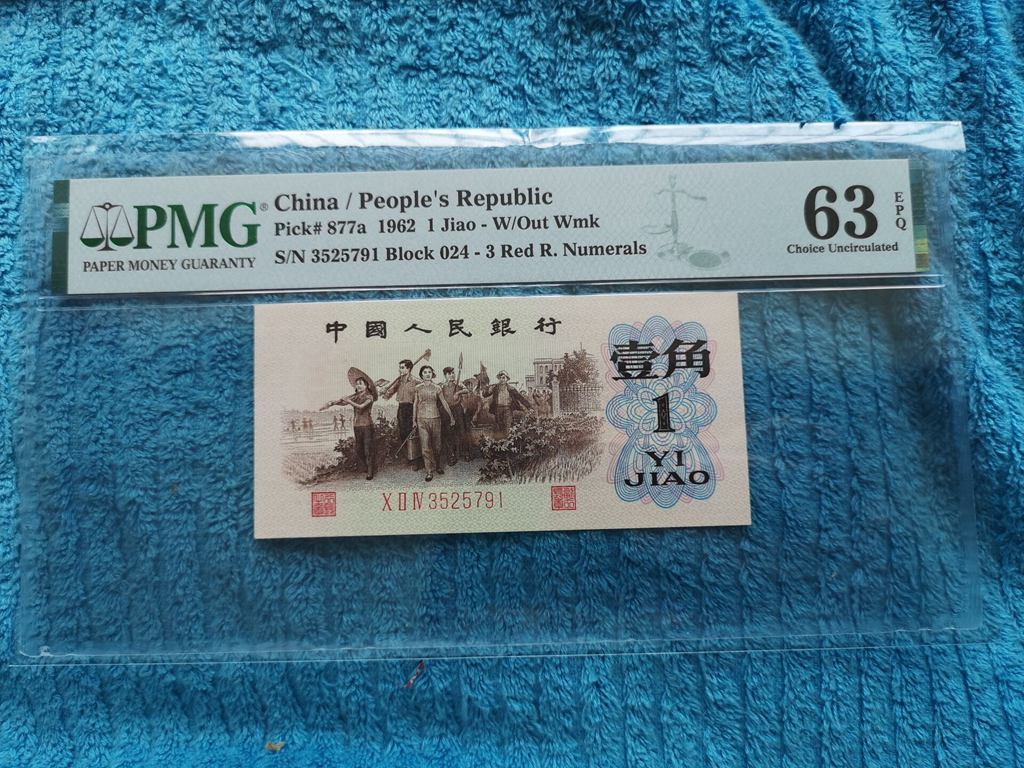 PMG®
PAPER MONEY GUARANTY
China / People's Republic
Pick# 877a 1962 1 Jiao - W/Out Wmk
S/N 3525791 Block 024 - 3 Red R. Numerals
63
EPQ
Choice Uncirculated
中國人民銀行
壹角
1
YI
JIAO
X II IV 3525791